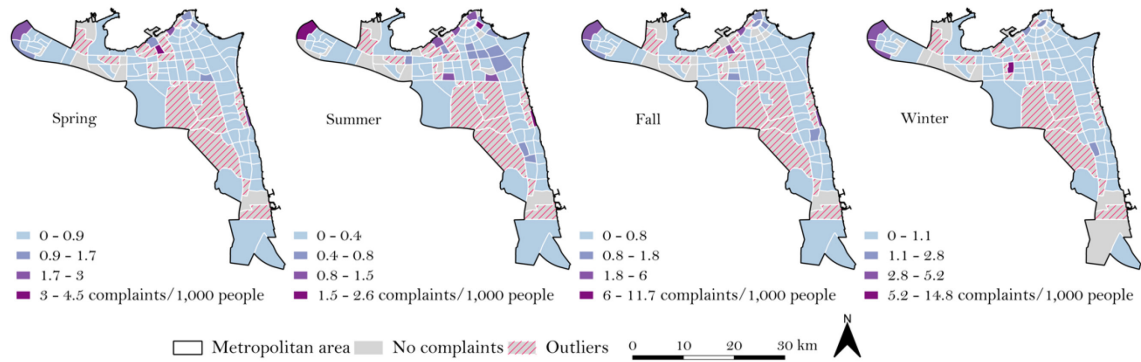 Spring
Summer
Fall
Winter
0 - 0.9
0.9 - 1.7
1.7 - 3
3 - 4.5 complaints/1,000 people
0 - 0.4
0.4 - 0.8
0.8 - 1.5
1.5 - 2.6 complaints/1,000 people
0 - 0.8
0.8 - 1.8
1.8 - 6
6 - 11.7 complaints/1,000 people
0 - 1.1
1.1 - 2.8
2.8 - 5.2
5.2 - 14.8 complaints/1,000 people
Metropolitan area
No complaints
Outliers
0 10 20 30 km
N